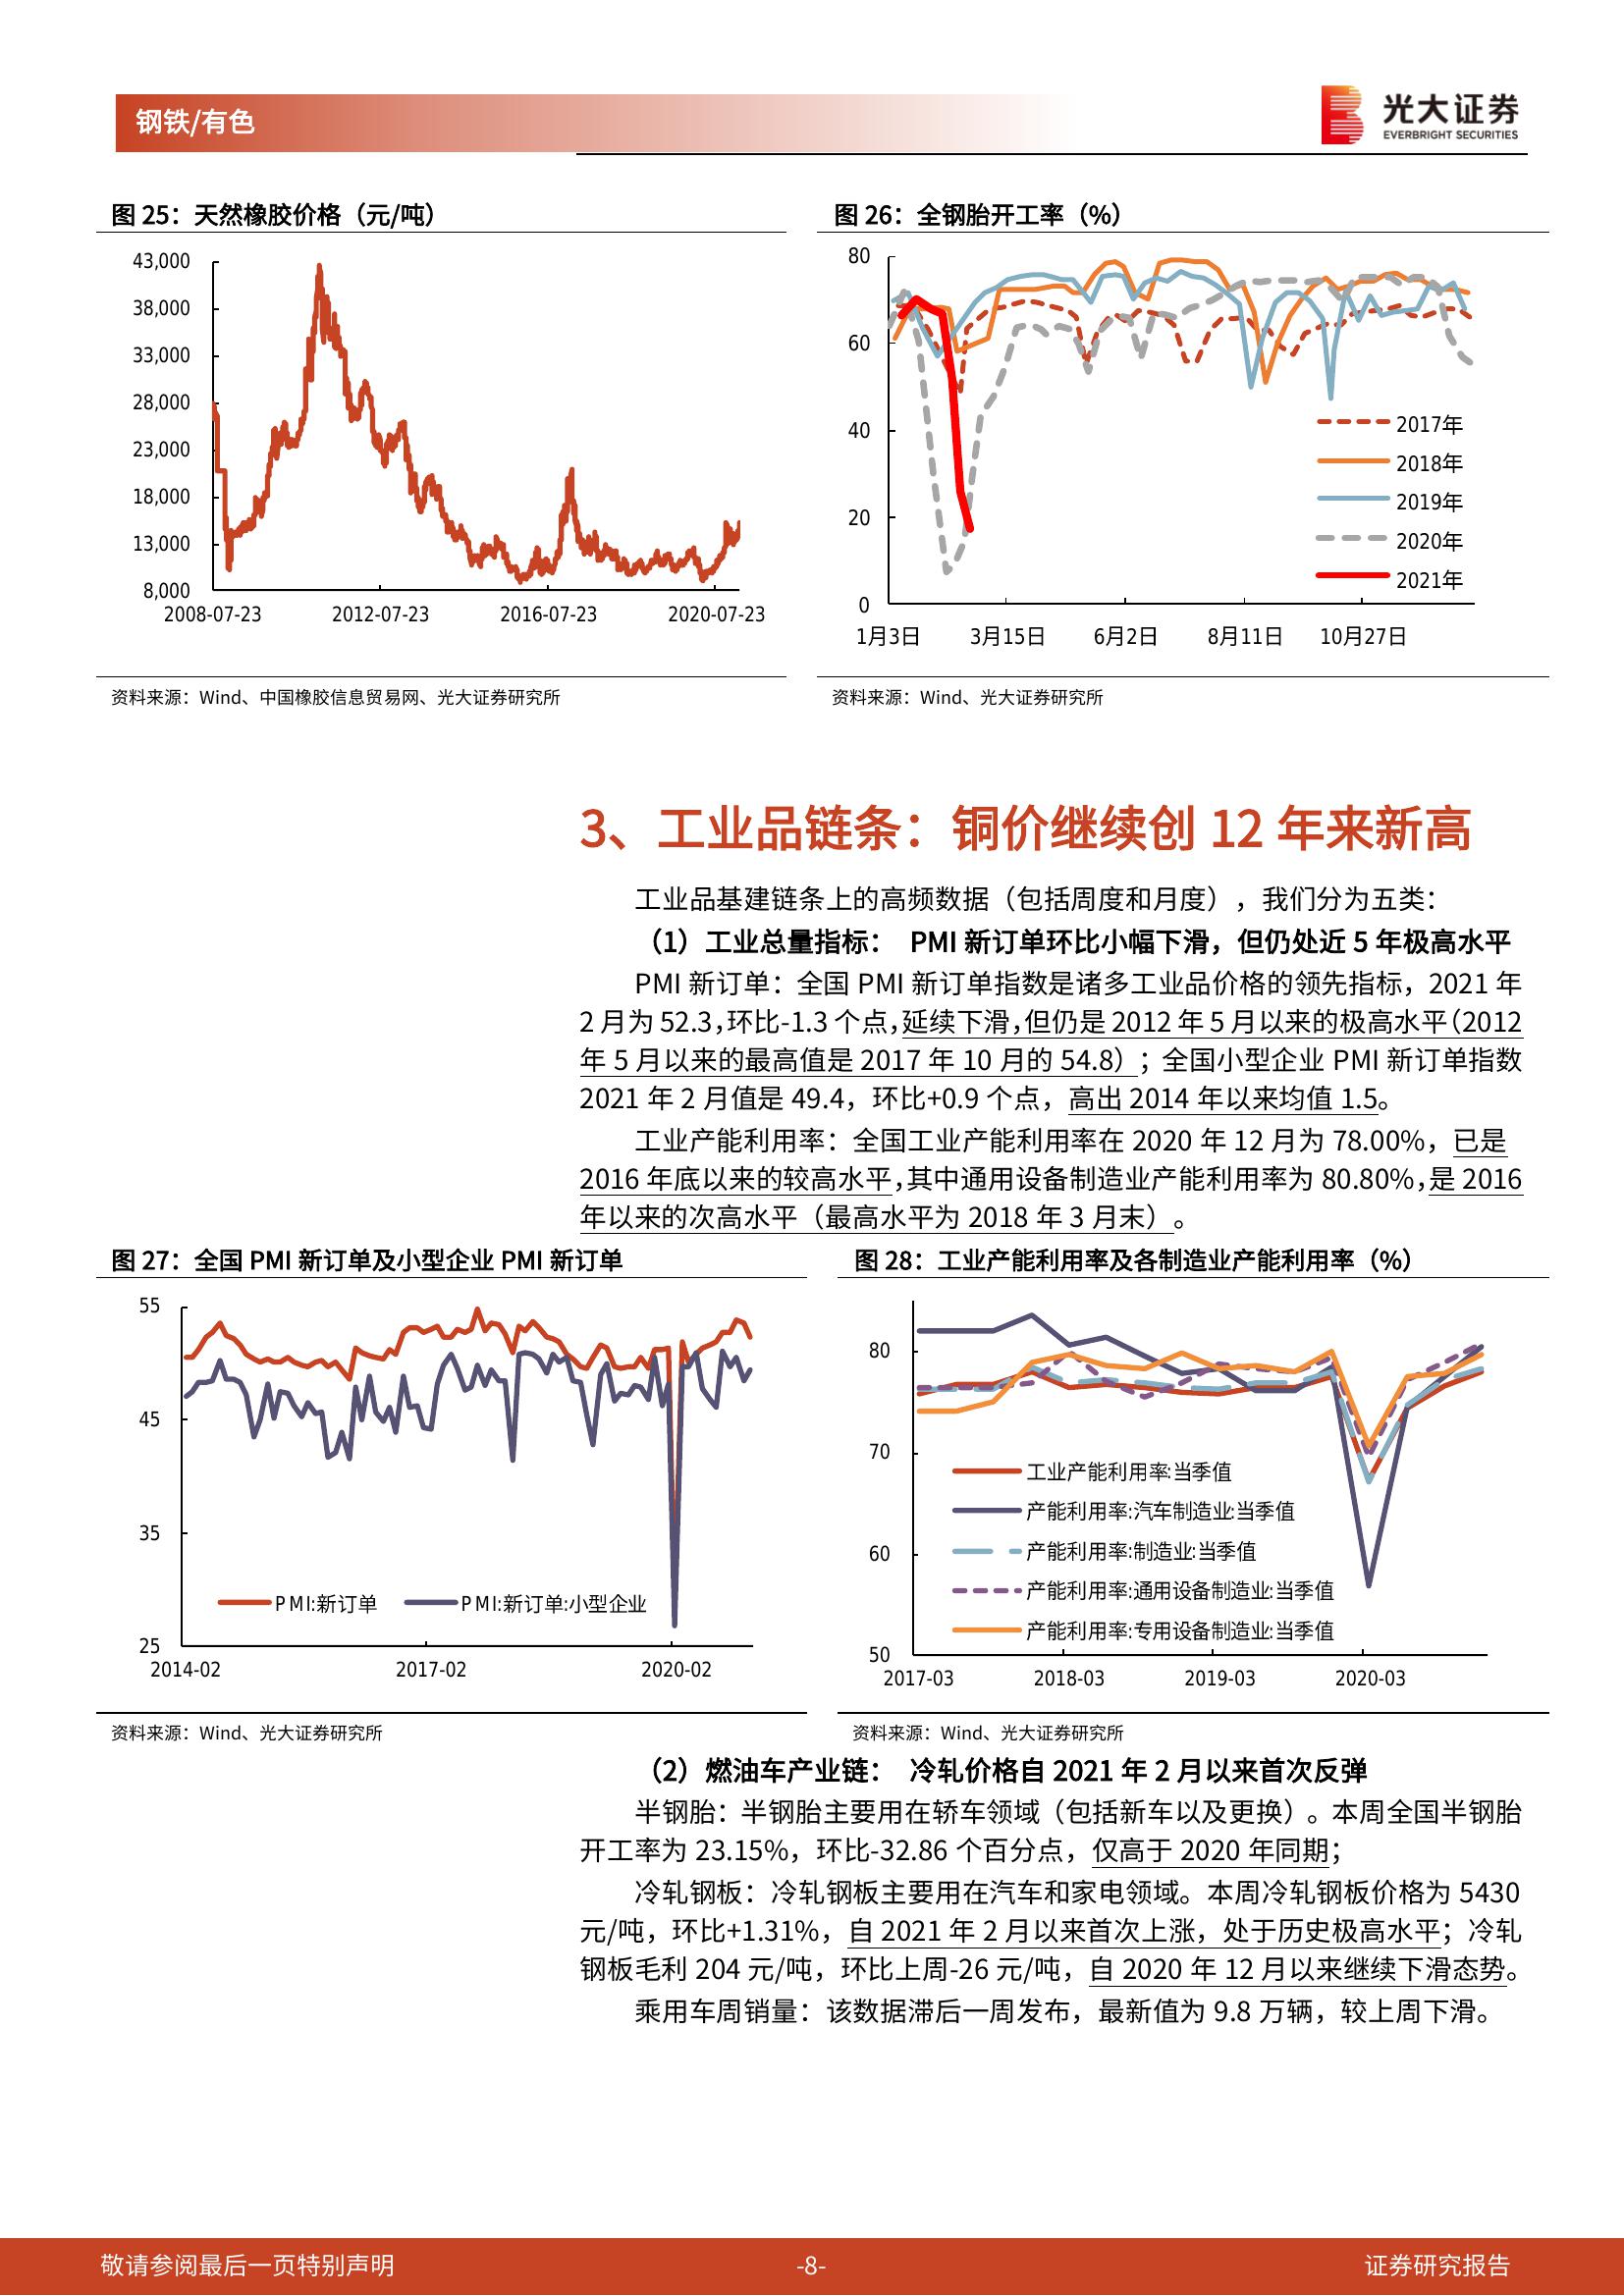 钢铁/有色
光大证券
EVERBRIGHT SECURITIES
图 25：天然橡胶价格（元/吨）
43,000
38,000
33,000
28,000
23,000
18,000
13,000
8,000
2008-07-23 2012-07-23 2016-07-23 2020-07-23
资料来源：Wind、中国橡胶信息贸易网、光大证券研究所
图 26：全钢胎开工率（%）
80
60
40
20
0
2017年
2018年
2019年
2020年
2021年
1月3日 3月15日 6月2日 8月11日 10月27日
资料来源：Wind、光大证券研究所
3、工业品链条：铜价继续创 12 年来新高
工业品基建链条上的高频数据（包括周度和月度），我们分为五类：
（1）工业总量指标： PMI 新订单环比小幅下滑，但仍处近 5 年极高水平
PMI 新订单：全国 PMI 新订单指数是诸多工业品价格的领先指标，2021 年
2 月为 52.3，环比-1.3 个点，延续下滑，但仍是 2012 年 5 月以来的极高水平（2012
年 5 月以来的最高值是 2017 年 10 月的 54.8）；全国小型企业 PMI 新订单指数
2021 年 2 月值是 49.4，环比+0.9 个点，高出 2014 年以来均值 1.5。
工业产能利用率：全国工业产能利用率在 2020 年 12 月为 78.00%，已是
2016 年底以来的较高水平，其中通用设备制造业产能利用率为 80.80%，是 2016
年以来的次高水平（最高水平为 2018 年 3 月末）。
图 27：全国 PMI 新订单及小型企业 PMI 新订单
55
45
35
25
PMI:新订单 PMI:新订单:小型企业
2014-02 2017-02 2020-02
资料来源：Wind、光大证券研究所
图 28：工业产能利用率及各制造业产能利用率（%）
80
70
60
50
工业产能利用率:当季值
产能利用率:汽车制造业:当季值
产能利用率:制造业:当季值
产能利用率:通用设备制造业:当季值
产能利用率:专用设备制造业:当季值
2017-03 2018-03 2019-03 2020-03
资料来源：Wind、光大证券研究所
（2）燃油车产业链： 冷轧价格自 2021 年 2 月以来首次反弹
半钢胎：半钢胎主要用在轿车领域（包括新车以及更换）。本周全国半钢胎
开工率为 23.15%，环比-32.86 个百分点，仅高于 2020 年同期；
冷轧钢板：冷轧钢板主要用在汽车和家电领域。本周冷轧钢板价格为 5430
元/吨，环比+1.31%，自 2021 年 2 月以来首次上涨，处于历史极高水平；冷轧
钢板毛利 204 元/吨，环比上周-26 元/吨，自 2020 年 12 月以来继续下滑态势。
乘用车周销量：该数据滞后一周发布，最新值为 9.8 万辆，较上周下滑。
敬请参阅最后一页特别声明 -8- 证券研究报告